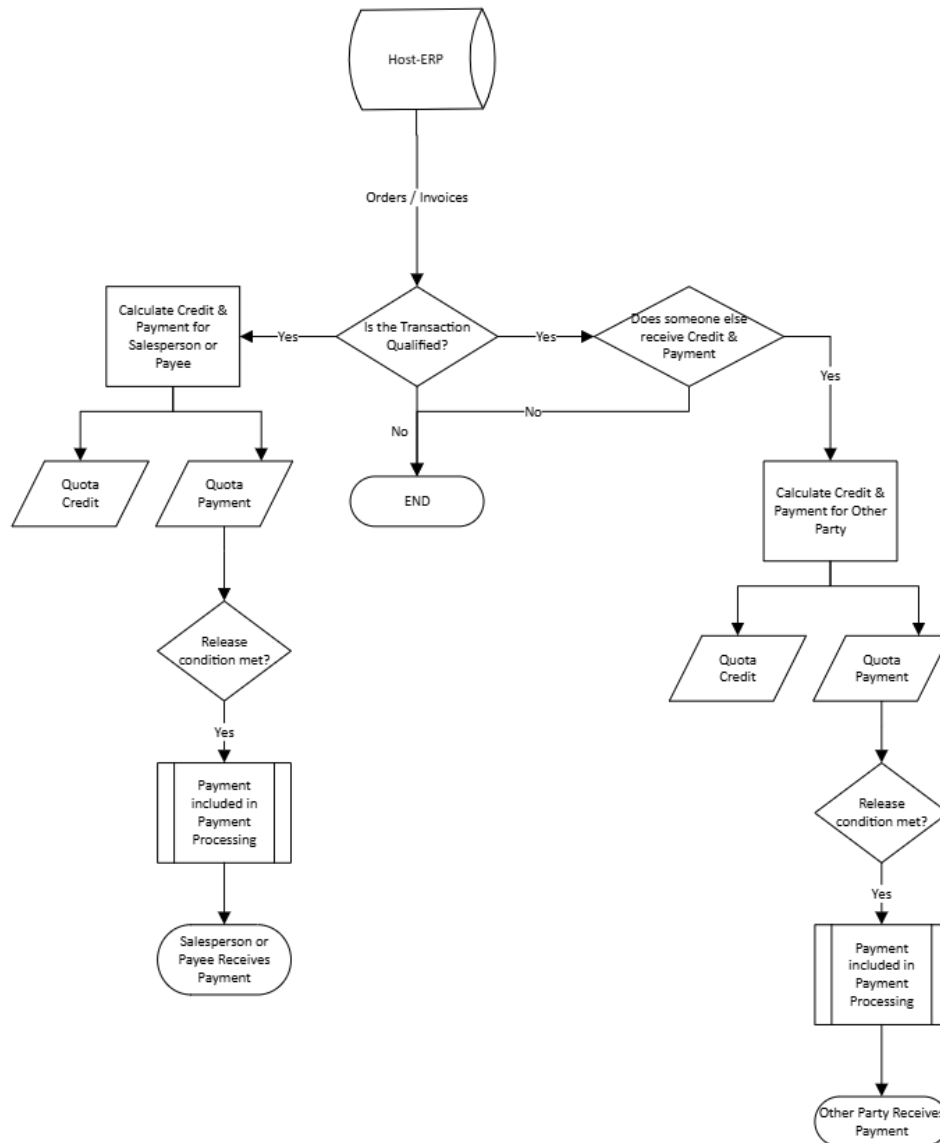 Host-ERP
Orders / Invoices
Calculate Credit &
Payment for
Salesperson or
Payee
Yes
Is the Transaction
Qualified?
Yes
Does someone else
receive Credit &
Payment
Yes
No
No
Quota
Credit
Quota
Payment
END
Calculate Credit &
Payment for Other
Party
Release
condition met?
Quota
Credit
Quota
Payment
Yes
Payment
included in
Payment
Processing
Release
condition met?
Yes
Salesperson or
Payee Receives
Payment
Payment
included in
Payment
Processing
Other Party Receives
Payment